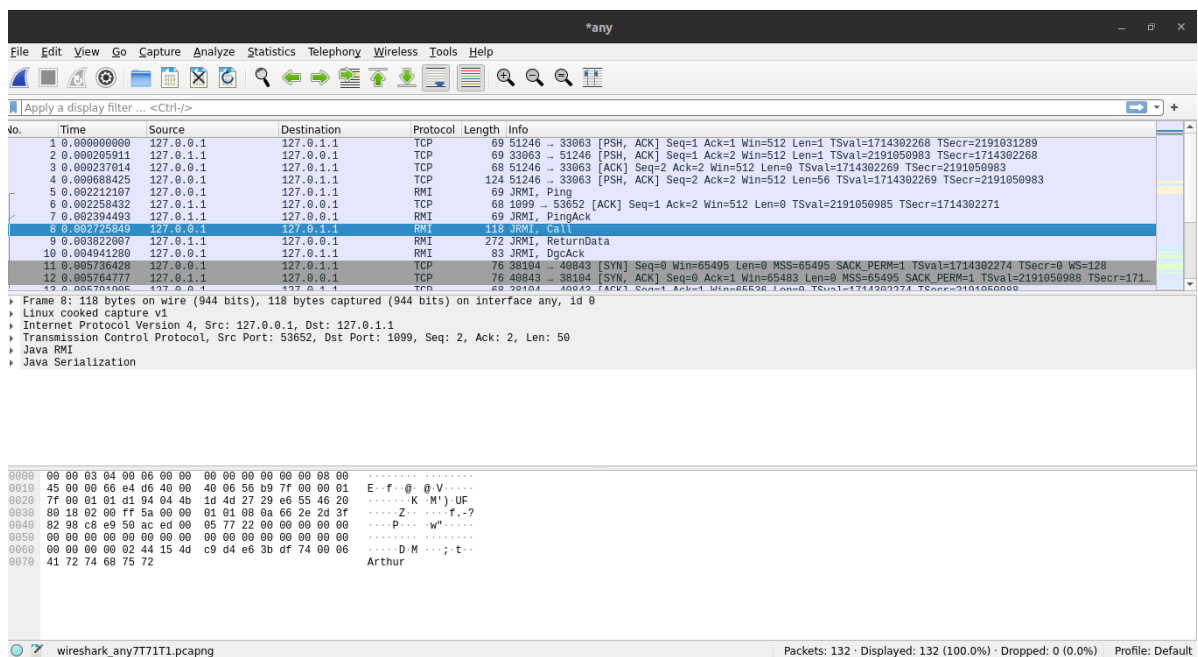 *any
File Edit View Go Capture Analyze Statistics Telephony Wireless Tools Help
Apply a display filter ... <Ctrl-/>
No. Time Source Destination Protocol Length Info
1 0.000000000 127.0.0.1 127.0.1.1 TCP 69 51246 → 33063 [PSH, ACK] Seq=1 Ack=1 Win=512 Len=1 TSval=1714302268 TSecr=2191031289
2 0.000205911 127.0.1.1 127.0.0.1 TCP 69 33063 → 51246 [PSH, ACK] Seq=1 Ack=2 Win=512 Len=1 TSval=2191050983 TSecr=1714302268
3 0.000237014 127.0.0.1 127.0.1.1 TCP 68 51246 → 33063 [ACK] Seq=2 Ack=2 Win=512 Len=0 TSval=1714302269 TSecr=2191050983
4 0.000688425 127.0.0.1 127.0.1.1 TCP 124 51246 → 33063 [PSH, ACK] Seq=2 Ack=2 Win=512 Len=56 TSval=1714302269 TSecr=2191050983
5 0.002212107 127.0.0.1 127.0.1.1 RMI 69 JRMI, Ping
6 0.002258432 127.0.1.1 127.0.0.1 RMI 68 1099 → 53652 [ACK] Seq=1 Ack=2 Win=512 Len=0 TSval=2191050985 TSecr=1714302271
7 0.002394493 127.0.1.1 127.0.0.1 RMI 69 JRMI, PingAck
8 0.002725849 127.0.0.1 127.0.1.1 RMI 118 JRMI, Call
9 0.003822007 127.0.1.1 127.0.0.1 RMI 272 JRMI, ReturnData
10 0.004941280 127.0.0.1 127.0.1.1 RMI 83 JRMI, DgcAck
11 0.005736428 127.0.0.1 127.0.1.1 TCP 76 38104 → 40843 [SYN] Seq=0 Win=65495 Len=0 MSS=65495 SACK_PERM=1 TSval=1714302274 TSecr=0 WS=128
12 0.005764777 127.0.1.1 127.0.0.1 TCP 76 40843 → 38104 [SYN, ACK] Seq=0 Ack=1 Win=65483 Len=0 MSS=65495 SACK_PERM=1 TSval=2191050988 TSecr=171…
Frame 8: 118 bytes on wire (944 bits), 118 bytes captured (944 bits) on interface any, id 0
Linux cooked capture v1
Internet Protocol Version 4, Src: 127.0.0.1, Dst: 127.0.1.1
Transmission Control Protocol, Src Port: 53652, Dst Port: 1099, Seq: 2, Ack: 2, Len: 50
Java RMI
Java Serialization
0000 00 00 03 04 00 06 00 00 00 00 00 00 00 00 08 00 ········ ········
0010 45 00 00 66 e4 d6 40 00 40 06 56 b9 7f 00 00 01 E··f··@· @·V·····
0020 7f 00 01 01 d1 94 04 4b 1d 4d 27 29 e6 55 46 20 ·······K ·M')·UF
0030 80 18 02 00 ff 5a 00 00 01 01 08 0a 66 2e 2d 3f ·····Z·· ····f.-?
0040 82 98 c8 e9 50 ac ed 00 05 77 22 00 00 00 00 00 ····P··· ·w"·····
0050 00 00 00 00 00 00 00 00 00 00 00 00 00 00 00 00 ········ ········
0060 00 00 00 00 02 44 15 4d c9 d4 e6 3b df 74 00 06 ·····D·M ···;·t··
0070 41 72 74 68 75 72 Arthur
wireshark_any7T71T1.pcapng Packets: 132 · Displayed: 132 (100.0%) · Dropped: 0 (0.0%) Profile: Default